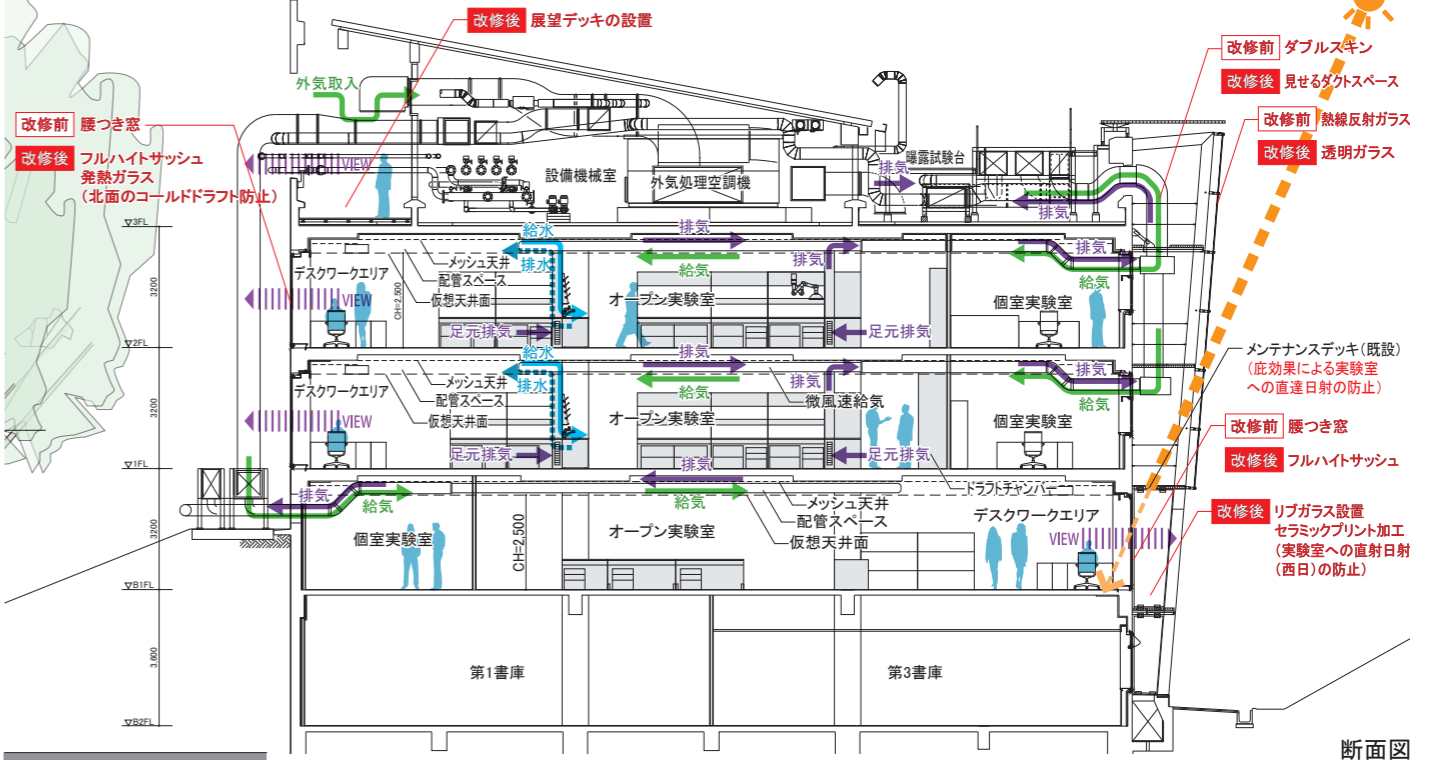 改修後 展望デッキの設置
外気取入
改修前 腰つき窓
改修後 フルハイトサッシュ
発熱ガラス
(北面のコールドドラフト防止)
VIEW
設備機械室
外気処理空調機
排気
曝露試験台
排気
改修前 ダブルスキン
改修後 見せるダクトスペース
改修前 熱線反射ガラス
改修後 透明ガラス
▽3FL
3200
デスクワークエリア
VIEW
メッシュ天井
配管スペース
仮想天井面
CH=2,500
給水
排水
排気
給気
排気
オープン実験室
足元排気
足元排気
排気
給気
個室実験室
▽2FL
3200
デスクワークエリア
VIEW
メッシュ天井
配管スペース
仮想天井面
給水
排水
排気
給気
排気
微風速給気
オープン実験室
足元排気
足元排気
排気
給気
個室実験室
メンテナンスデッキ(既設)
(庇効果による実験室
への直達日射の防止)
改修前 腰つき窓
改修後 フルハイトサッシュ
改修後 リブガラス設置
セラミックプリント加工
(実験室への直射日射
(西日)の防止)
▽1FL
3200
排気
給気
個室実験室
CH=2,500
排気
給気
オープン実験室
メッシュ天井
配管スペース
仮想天井面
ドラフトチャンバー
デスクワークエリア
VIEW
▽B1FL
3.600
第1書庫
第3書庫
▽B2FL
断面図